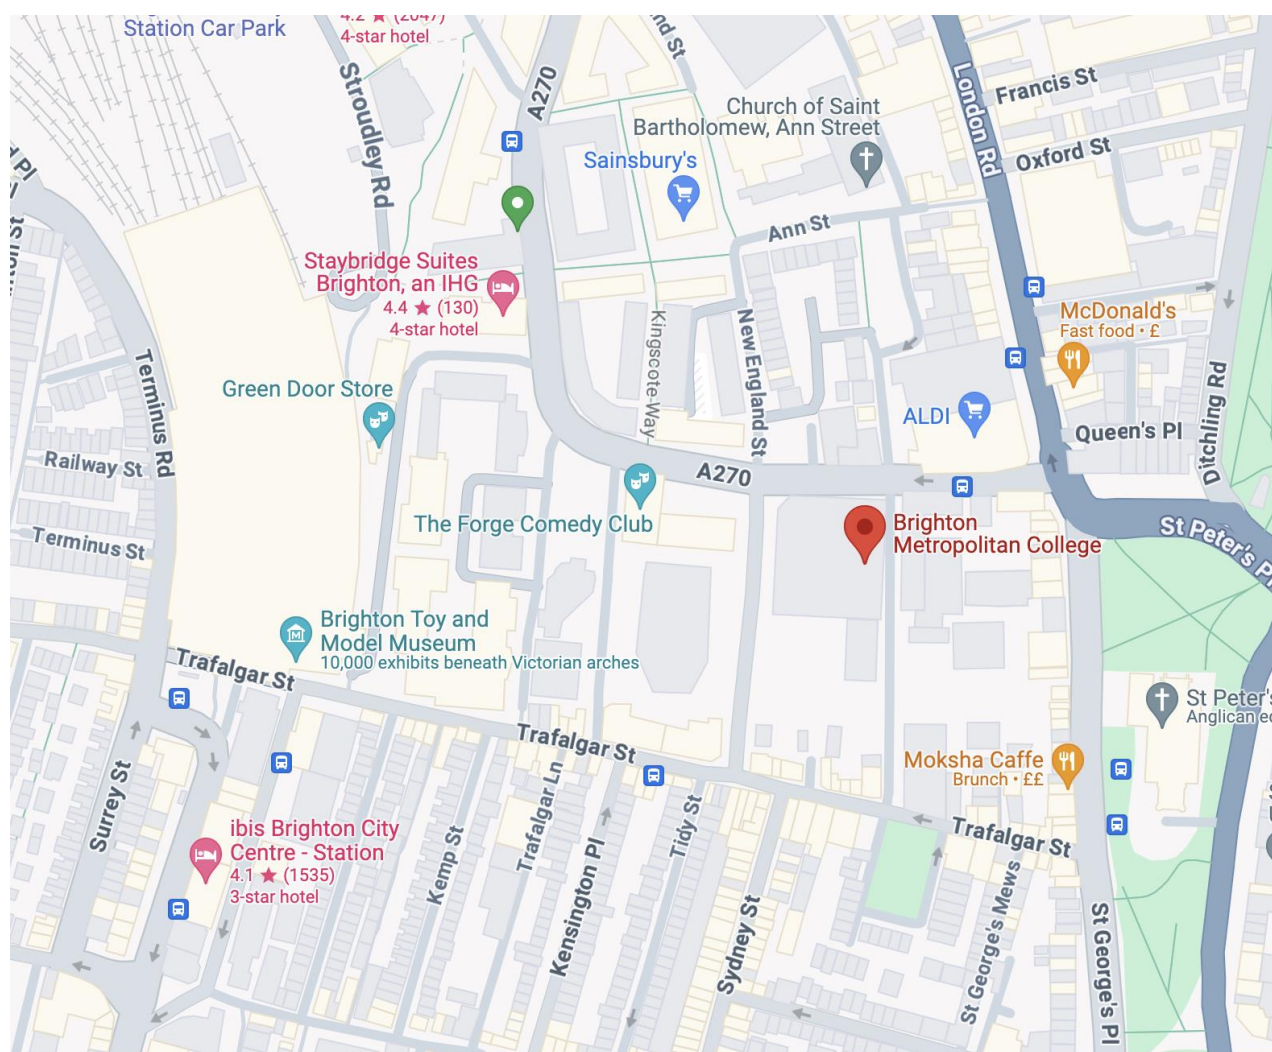 Station Car Park
4.2 ★ (2047)
4-star hotel
A270
Stroudley Rd
London Rd
Francis St
Church of Saint
Bartholomew, Ann Street
Oxford St
Sainsbury's
Ann St
Staybridge Suites
Brighton, an IHG
4.4 ★ (130)
4-star hotel
McDonald's
Fast food • £
Kingscote-Way
New England St
Terminus Rd
Green Door Store
ALDI
Queen's Pl
Ditchling Rd
Railway St
A270
The Forge Comedy Club
Brighton
Metropolitan College
St Peter's P
Terminus St
Brighton Toy and
Model Museum
10,000 exhibits beneath Victorian arches
Trafalgar St
St Peter's
Anglican
Trafalgar St
Moksha Caffe
Brunch • ££
Surrey St
ibis Brighton City
Centre - Station
4.1 ★ (1535)
3-star hotel
Kemp St
Trafalgar Ln
Kensington Pl
Tidy St
Trafalgar St
Sydney St
St George's Mews
St George's Pl